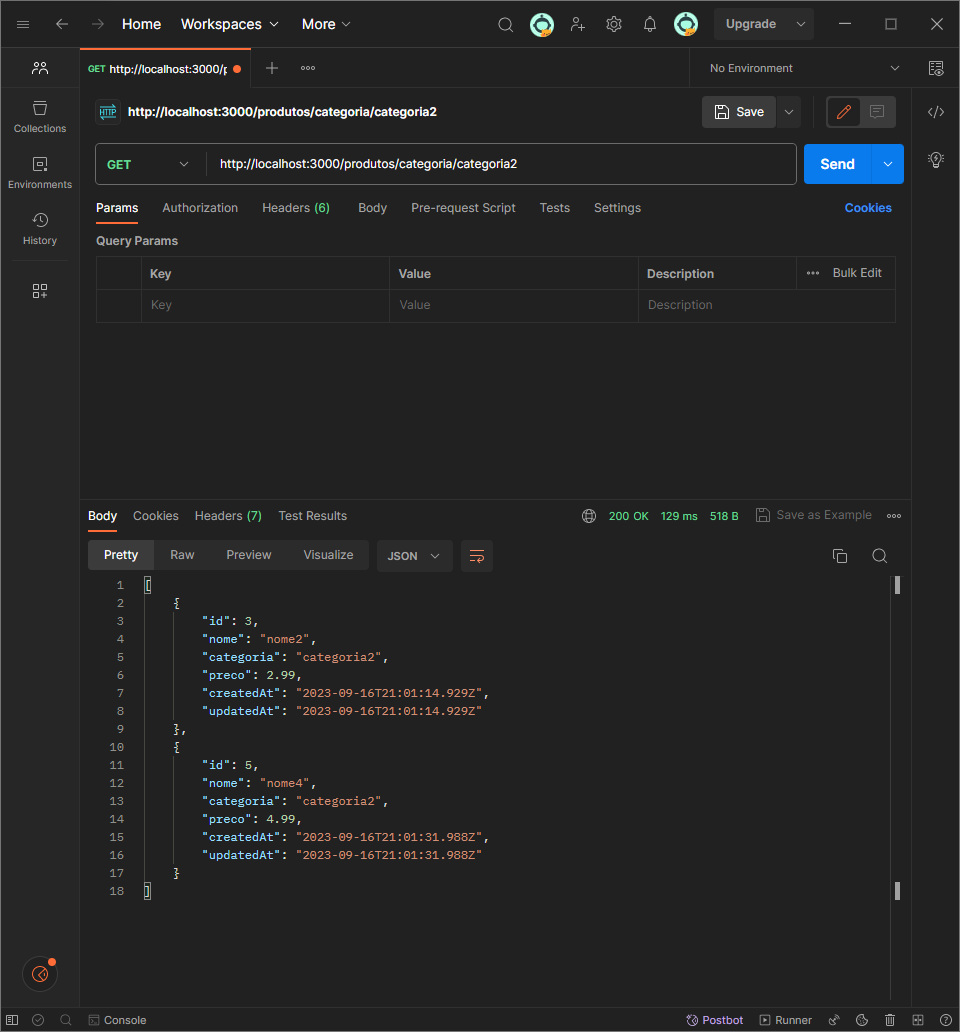 Home Workspaces More Upgrade
GET http://localhost:3000/p No Environment
HTTP http://localhost:3000/produtos/categoria/categoria2 Save
Collections
Environments
History
GET http://localhost:3000/produtos/categoria/categoria2 Send
Params Authorization Headers (6) Body Pre-request Script Tests Settings Cookies
Query Params
Key Value Description Bulk Edit
Key Value Description
Body Cookies Headers (7) Test Results 200 OK 129 ms 518 B Save as Example
Pretty Raw Preview Visualize JSON
1 [
2 {
3 "id": 3,
4 "nome": "nome2",
5 "categoria": "categoria2",
6 "preco": 2.99,
7 "createdAt": "2023-09-16T21:01:14.929Z",
8 "updatedAt": "2023-09-16T21:01:14.929Z"
9 },
10 {
11 "id": 5,
12 "nome": "nome4",
13 "categoria": "categoria2",
14 "preco": 4.99,
15 "createdAt": "2023-09-16T21:01:31.988Z",
16 "updatedAt": "2023-09-16T21:01:31.988Z"
17 }
18 ]
Console Postbot Runner